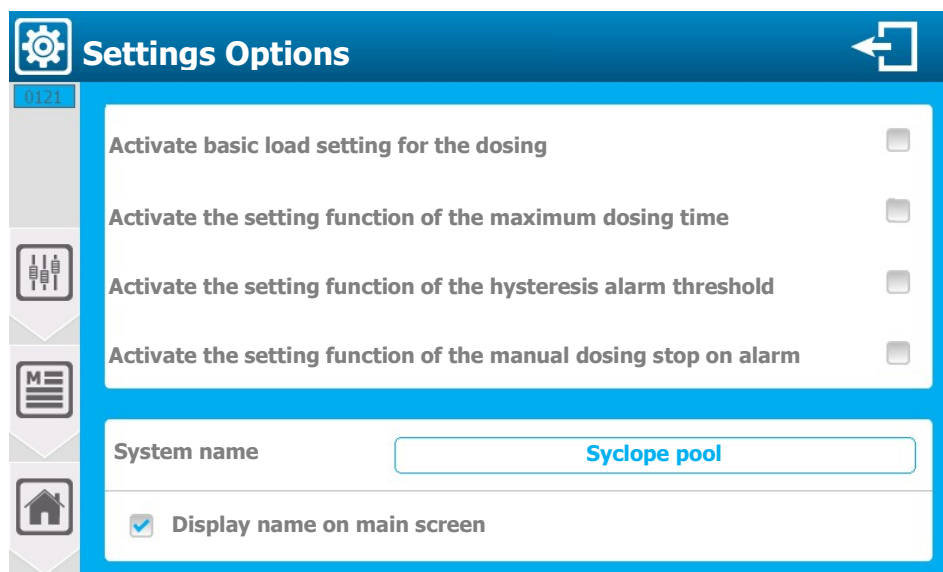 Settings Options
0121
Activate basic load setting for the dosing
Activate the setting function of the maximum dosing time
Activate the setting function of the hysteresis alarm threshold
Activate the setting function of the manual dosing stop on alarm
M
System name
Syclope pool
Display name on main screen